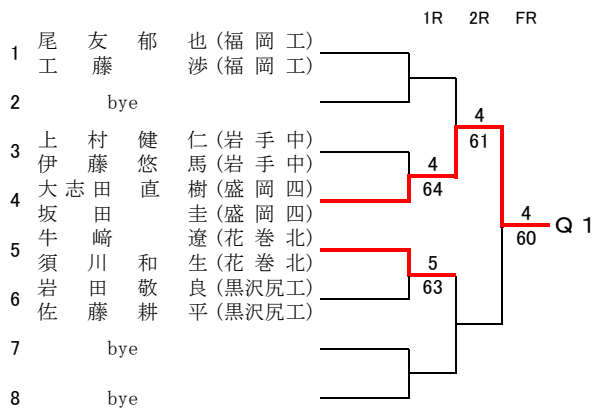 1R 2R FR
1 尾友郁也(福岡工)
工藤渉(福岡工)
2 bye
4
3 上村健仁(岩手中)
61
伊藤悠馬(岩手中)
4
4 大志田直樹(盛岡四)
64
坂田圭(盛岡四)
4
Q1
5 牛﨑遼(花巻北)
60
須川和生(花巻北)
5
6 岩田敬良(黒沢尻工)
63
佐藤耕平(黒沢尻工)
7 bye
8 bye